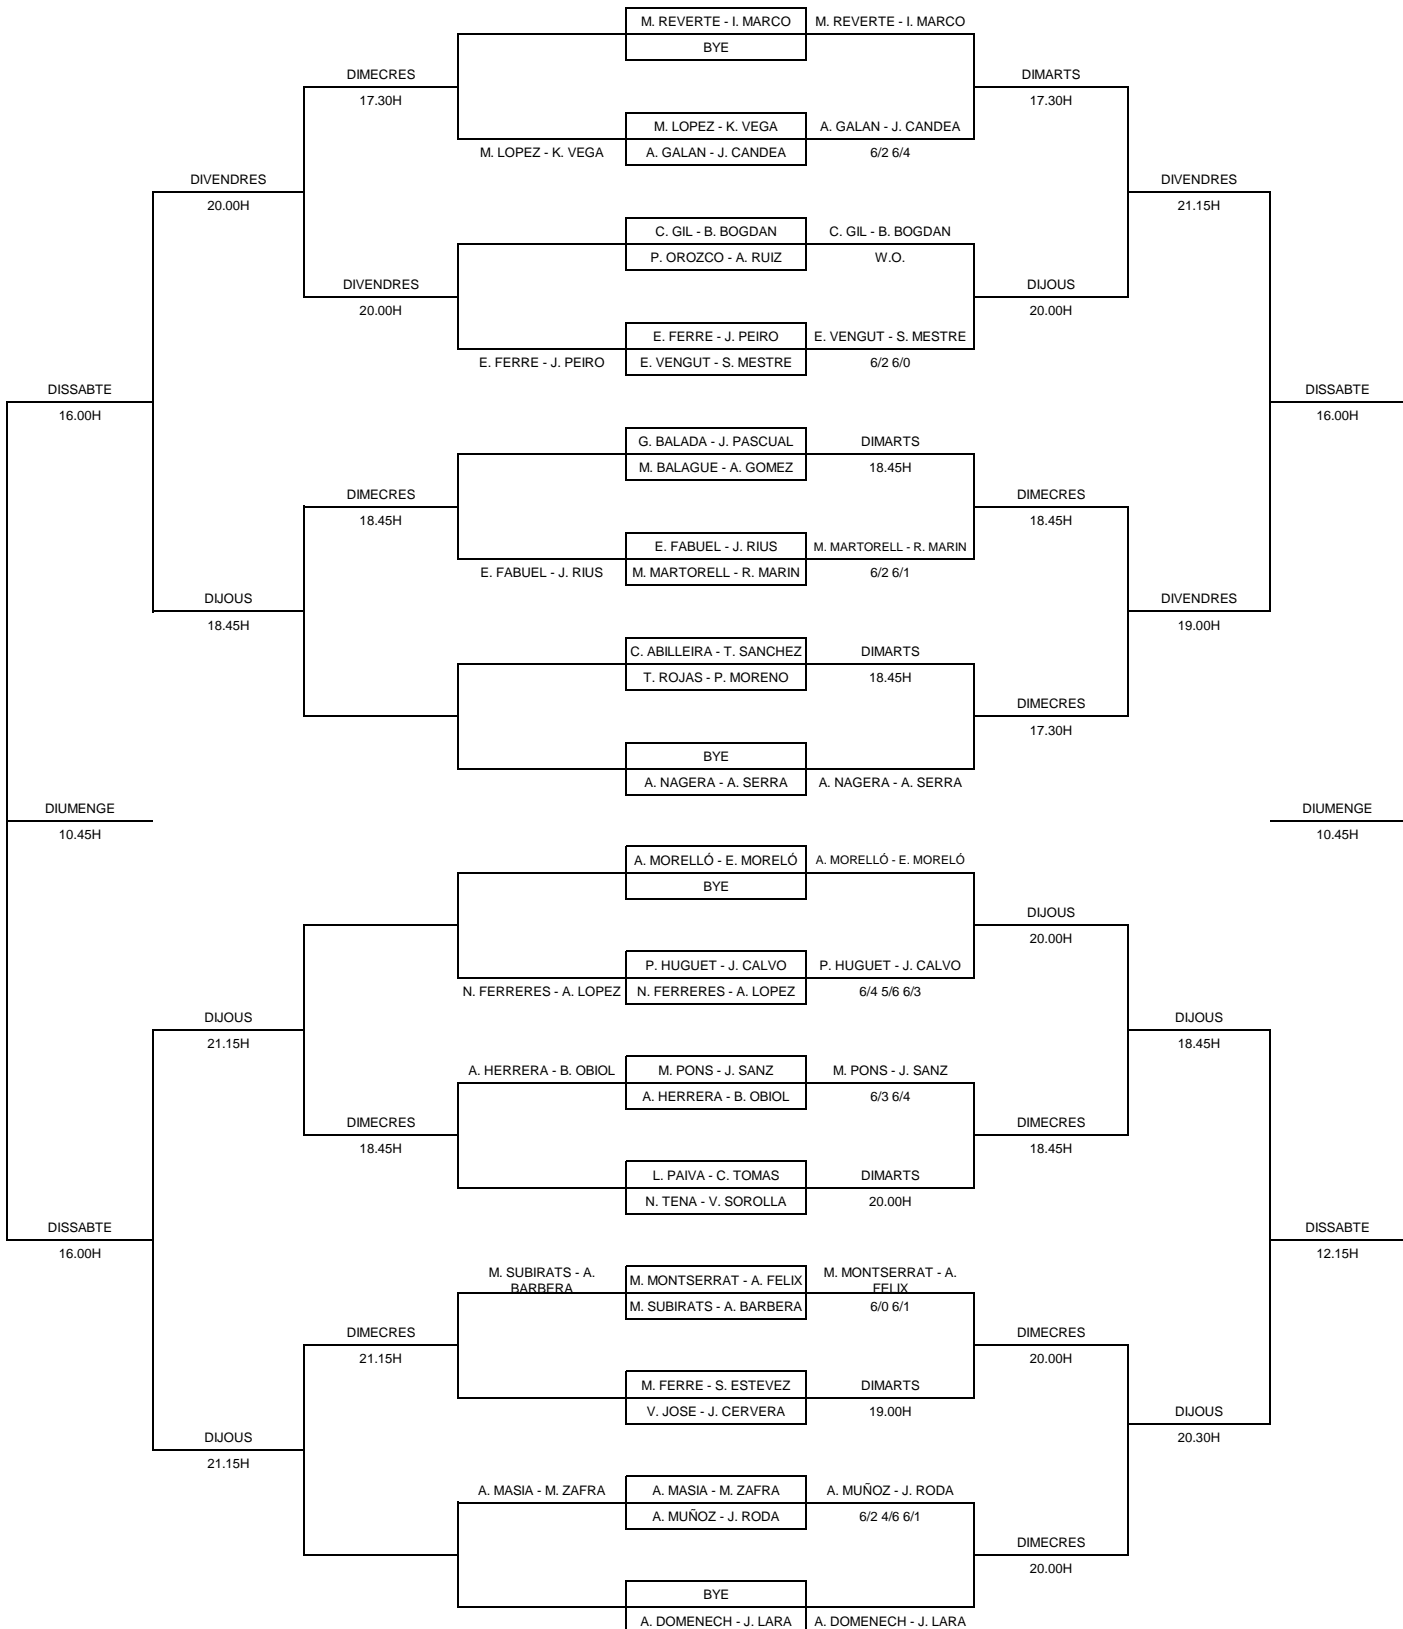 M. REVERTE - I. MARCO
M. REVERTE - I. MARCO
BYE
DIMECRES
DIMARTS
17.30H
17.30H
M. LOPEZ - K. VEGA
A. GALAN - J. CANDEA
M. LOPEZ - K. VEGA
A. GALAN - J. CANDEA
6/2 6/4
DIVENDRES
DIVENDRES
20.00H
21.15H
C. GIL - B. BOGDAN
C. GIL - B. BOGDAN
P. OROZCO - A. RUIZ
W.O.
DIVENDRES
DIJOUS
20.00H
20.00H
E. FERRE - J. PEIRO
E. VENGUT - S. MESTRE
E. FERRE - J. PEIRO
E. VENGUT - S. MESTRE
6/2 6/0
DISSABTE
DISSABTE
16.00H
16.00H
G. BALADA - J. PASCUAL
DIMARTS
M. BALAGUE - A. GOMEZ
18.45H
DIMECRES
DIMECRES
18.45H
18.45H
E. FABUEL - J. RIUS
M. MARTORELL - R. MARIN
E. FABUEL - J. RIUS
M. MARTORELL - R. MARIN
6/2 6/1
DIJOUS
DIVENDRES
18.45H
19.00H
C. ABILLEIRA - T. SANCHEZ
DIMARTS
T. ROJAS - P. MORENO
18.45H
DIMECRES
17.30H
BYE
A. NAGERA - A. SERRA
A. NAGERA - A. SERRA
DIUMENGE
DIUMENGE
10.45H
10.45H
A. MORELLÓ - E. MORELÓ
A. MORELLÓ - E. MORELÓ
BYE
DIJOUS
20.00H
P. HUGUET - J. CALVO
P. HUGUET - J. CALVO
N. FERRERES - A. LOPEZ
N. FERRERES - A. LOPEZ
6/4 5/6 6/3
DIJOUS
DIJOUS
21.15H
18.45H
A. HERRERA - B. OBIOL
M. PONS - J. SANZ
M. PONS - J. SANZ
A. HERRERA - B. OBIOL
6/3 6/4
DIMECRES
DIMECRES
18.45H
18.45H
L. PAIVA - C. TOMAS
DIMARTS
N. TENA - V. SOROLLA
20.00H
DISSABTE
DISSABTE
16.00H
12.15H
M. SUBIRATS - A.
BARBERA
M. MONTSERRAT - A. FELIX
M. MONTSERRAT - A.
FELIX
M. SUBIRATS - A. BARBERA
6/0 6/1
DIMECRES
DIMECRES
21.15H
20.00H
M. FERRE - S. ESTEVEZ
DIMARTS
V. JOSE - J. CERVERA
19.00H
DIJOUS
DIJOUS
21.15H
20.30H
A. MASIA - M. ZAFRA
A. MASIA - M. ZAFRA
A. MUÑOZ - J. RODA
A. MUÑOZ - J. RODA
6/2 4/6 6/1
DIMECRES
20.00H
BYE
A. DOMENECH - J. LARA
A. DOMENECH - J. LARA